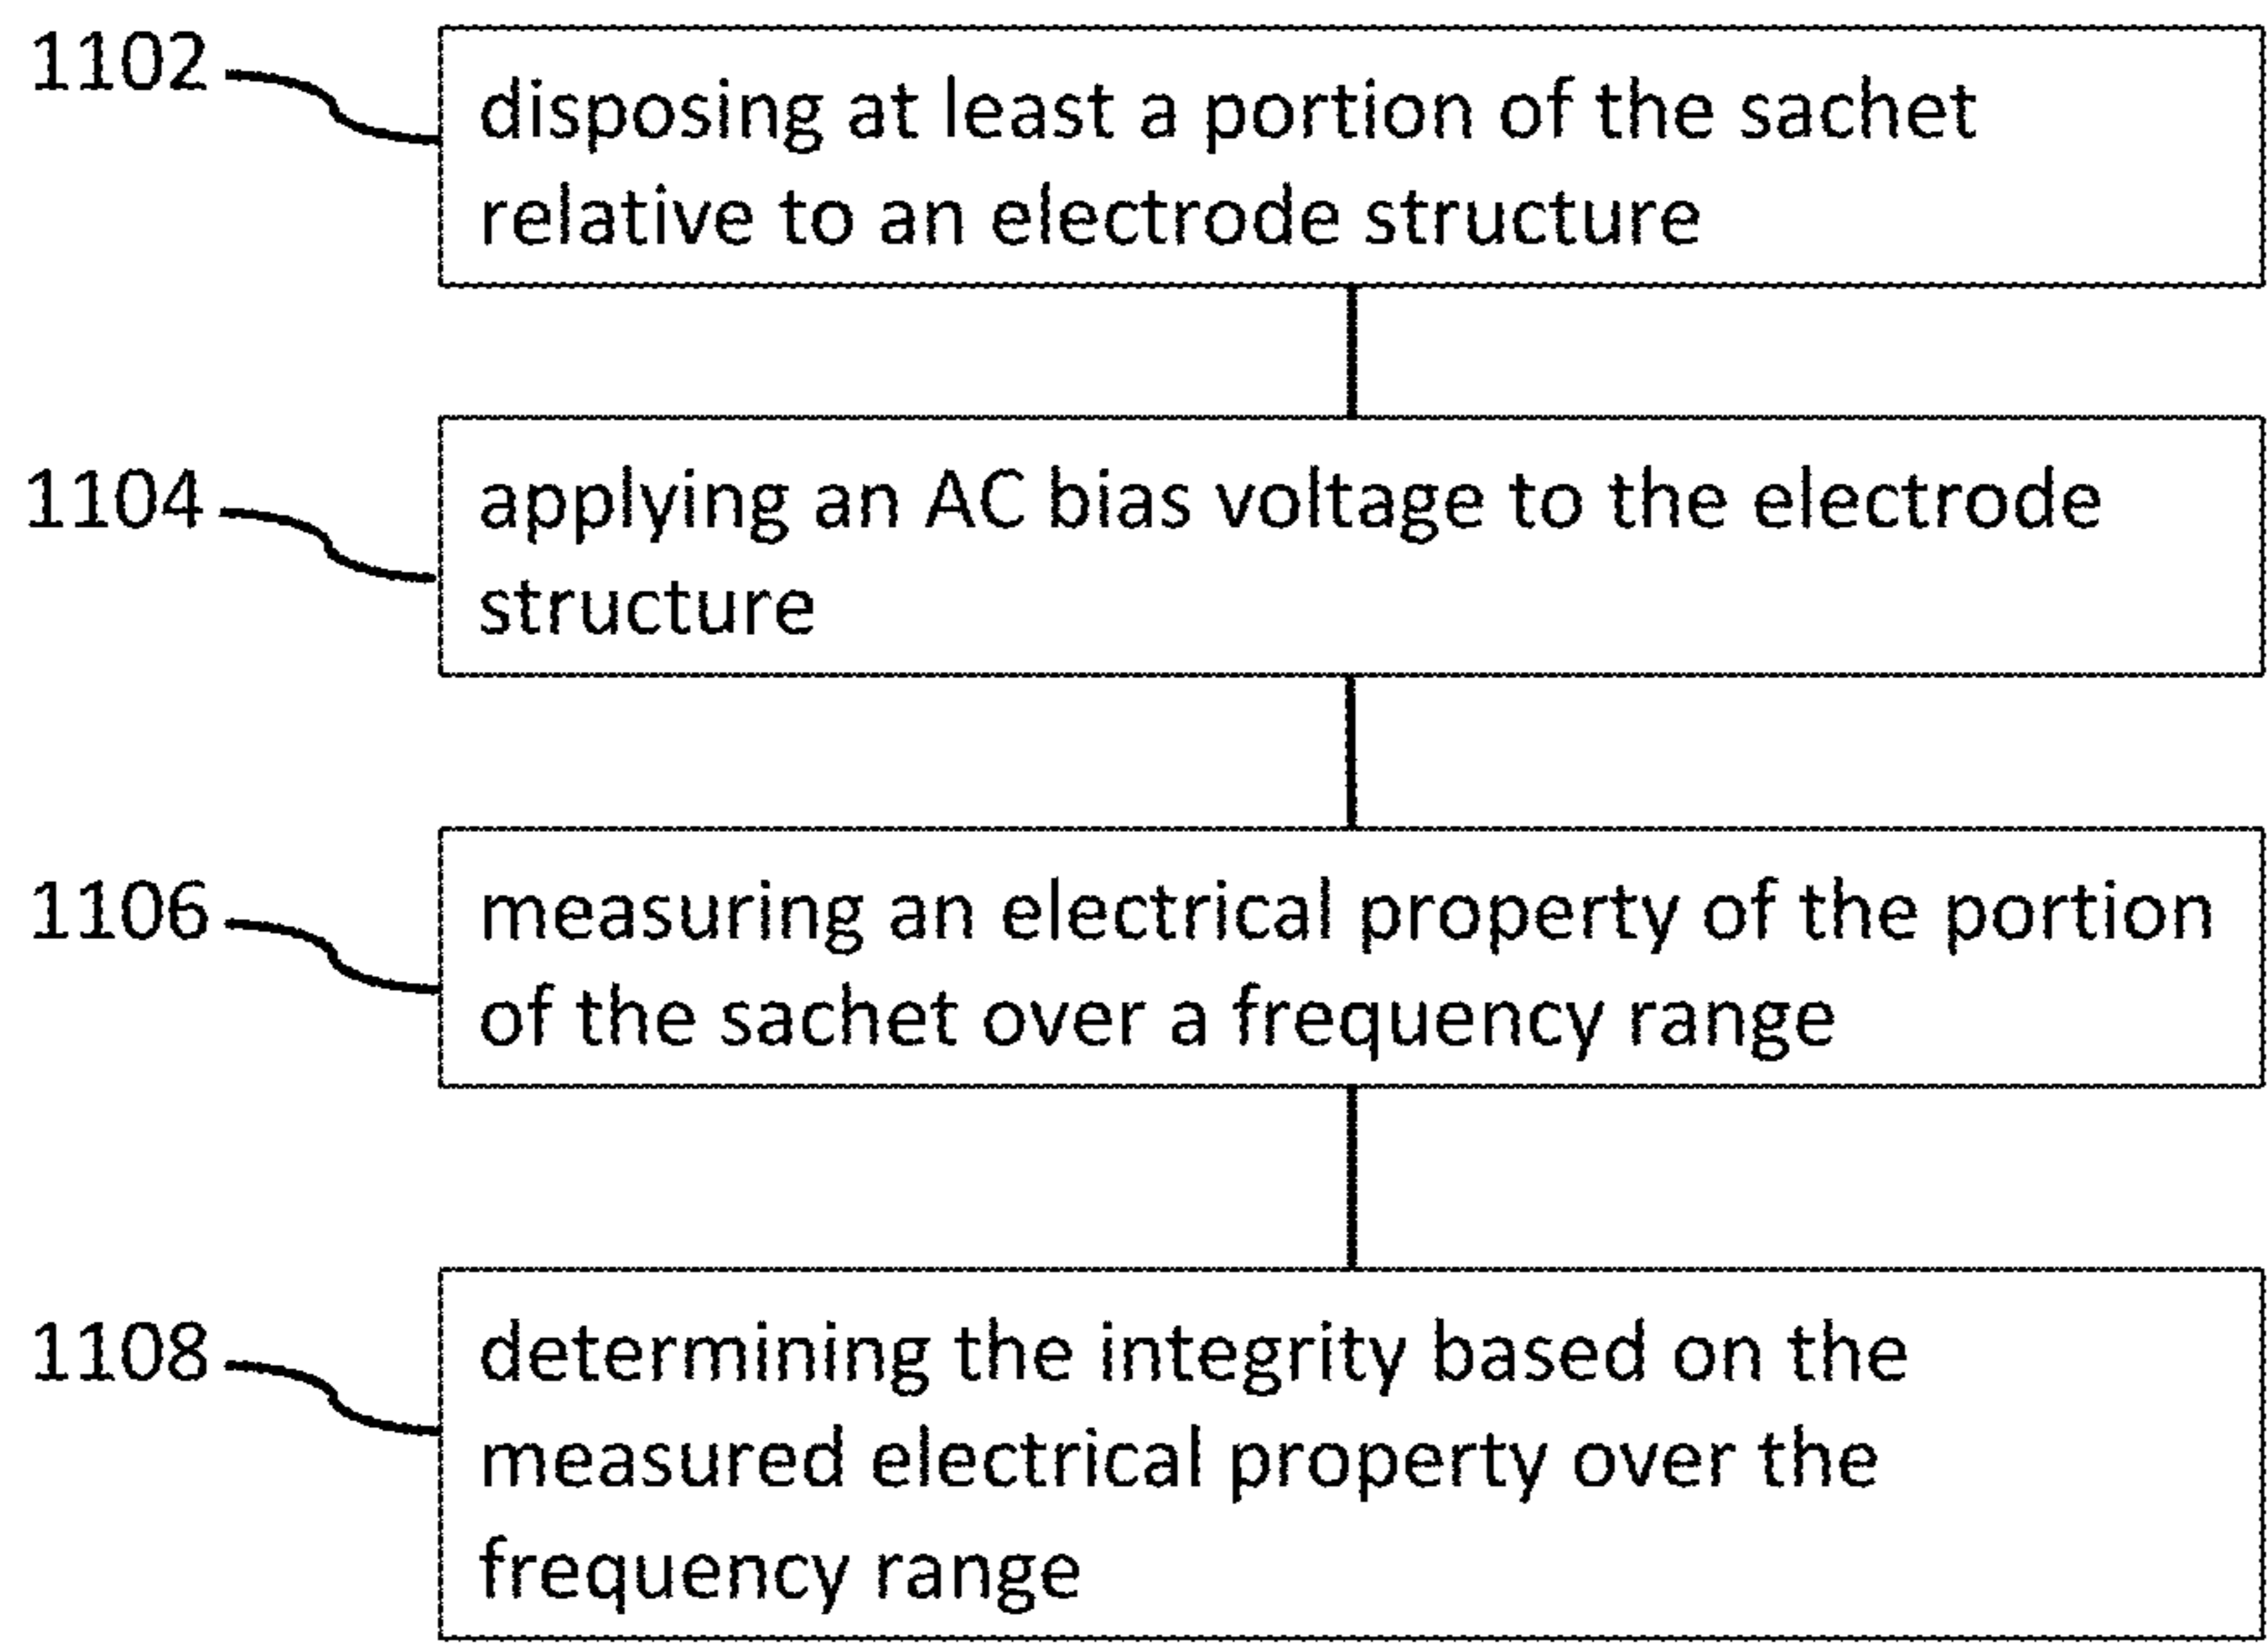 1102
disposing at least a portion of the sachet
relative to an electrode structure
1104
applying an AC bias voltage to the electrode
structure
1106
measuring an electrical property of the portion
of the sachet over a frequency range
1108
determining the integrity based on the
measured electrical property over the
frequency range